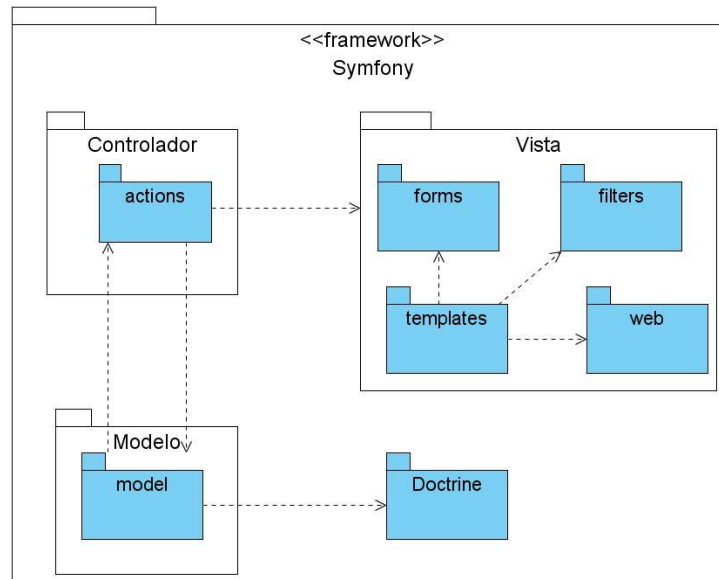 <<framework>>
Symfony
Controlador
actions
Vista
forms
filters
templates
web
Modelo
model
Doctrine